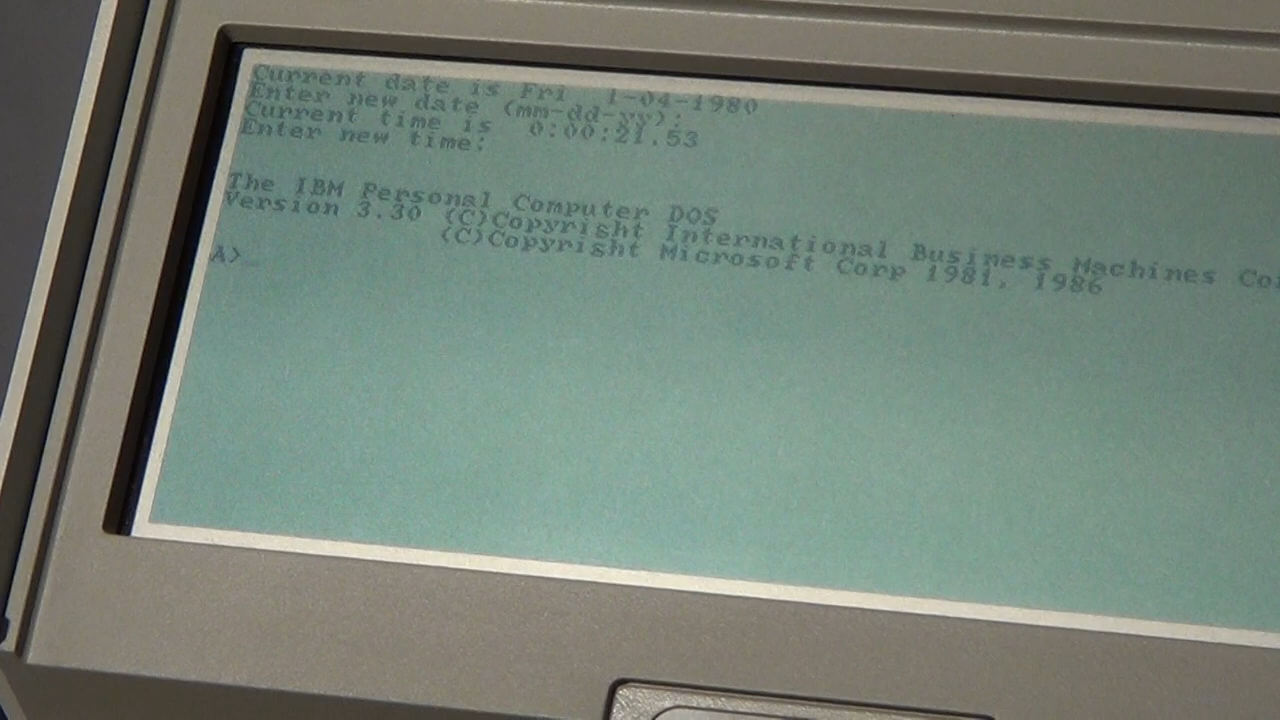 Current date is Fri  1-04-1980
Enter new date (mm-dd-yy):
Current time is  0:00:21.53
Enter new time:
The IBM Personal Computer DOS
Version 3.30 (C)Copyright International Business Machines Co
(C)Copyright Microsoft Corp 1981, 1986
A>_